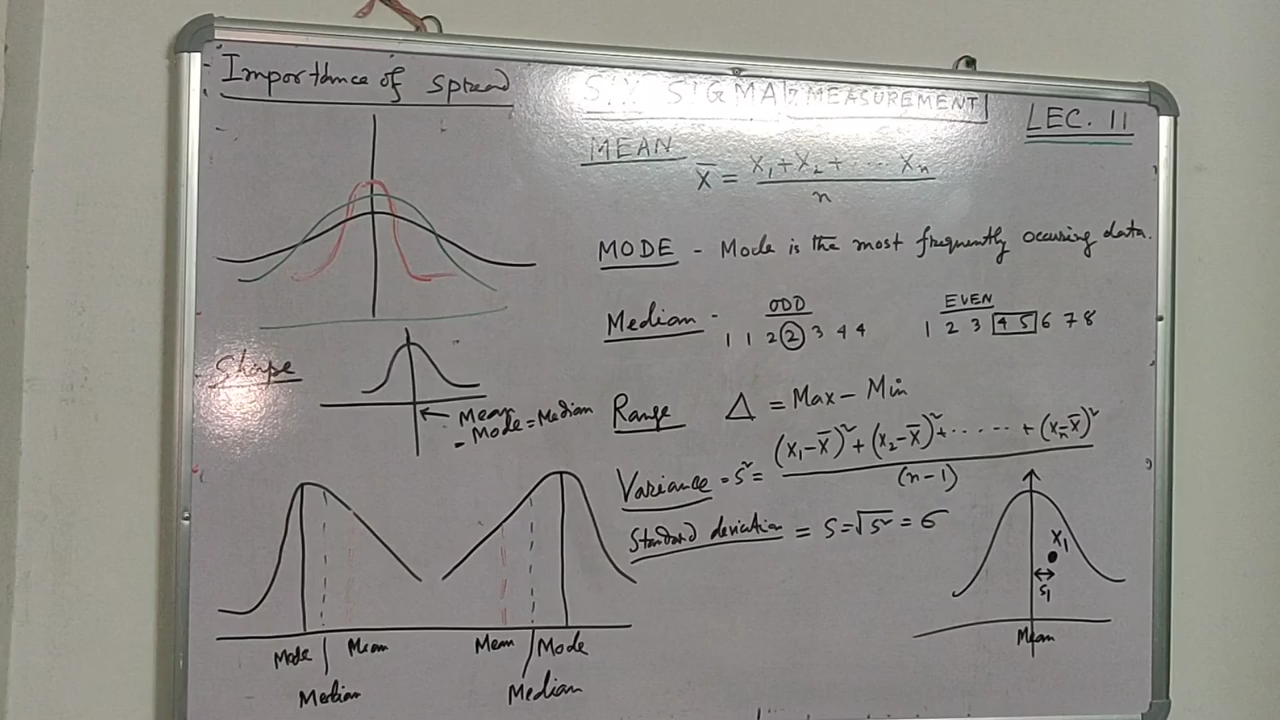 Importance of Spread
SIX SIGMA | MEASUREMENT
LEC. 11
MEAN
X̄ = X₁+X₂+ ··· Xₙ / n
MODE - Mode is the most frequently occuring data.
Median -
ODD
1 1 2 2 3 4 4
EVEN
1 2 3 4 5 6 7 8
Shape
Mean
- Mode = Median
Range Δ = Max - Min
Variance = S² = (x₁-x̄)² + (x₂-x̄)² + ······ + (xₙ-x̄)² / (n-1)
Standard deviation = S = √S² = 6
X₁
S₁
Mean
Mode | Mean
Median
Mean | Mode
Median